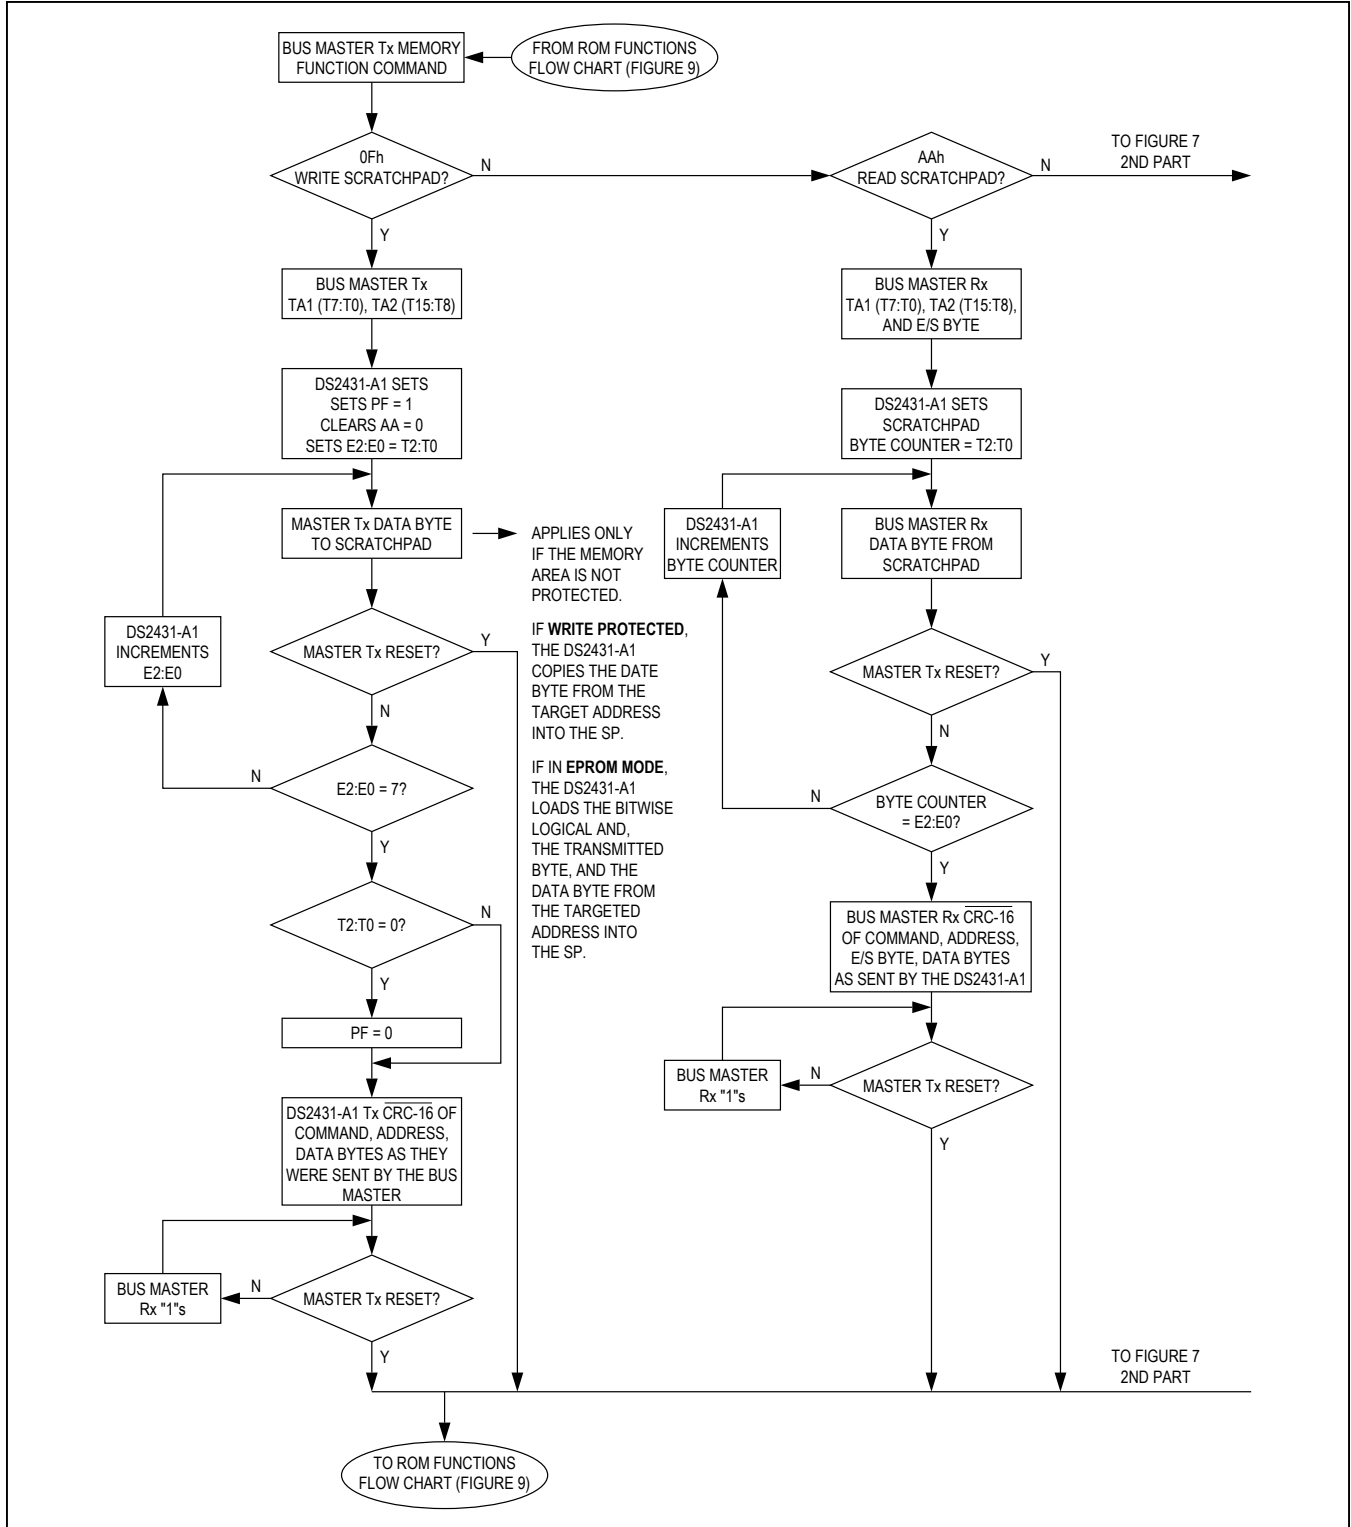 BUS MASTER Tx MEMORY
FUNCTION COMMAND
FROM ROM FUNCTIONS
FLOW CHART (FIGURE 9)
0Fh
WRITE SCRATCHPAD?
N
Y
AAh
READ SCRATCHPAD?
N
Y
TO FIGURE 7
2ND PART
BUS MASTER Tx
TA1 (T7:T0), TA2 (T15:T8)
DS2431-A1 SETS
SETS PF = 1
CLEARS AA = 0
SETS E2:E0 = T2:T0
MASTER Tx DATA BYTE
TO SCRATCHPAD
DS2431-A1
INCREMENTS
E2:E0
MASTER Tx RESET?
Y
N
E2:E0 = 7?
N
Y
T2:T0 = 0?
N
Y
PF = 0
DS2431-A1 Tx CRC-16 OF
COMMAND, ADDRESS,
DATA BYTES AS THEY
WERE SENT BY THE BUS
MASTER
BUS MASTER
Rx "1"s
N
MASTER Tx RESET?
Y
APPLIES ONLY
IF THE MEMORY
AREA IS NOT
PROTECTED.
IF WRITE PROTECTED,
THE DS2431-A1
COPIES THE DATE
BYTE FROM THE
TARGET ADDRESS
INTO THE SP.
IF IN EPROM MODE,
THE DS2431-A1
LOADS THE BITWISE
LOGICAL AND,
THE TRANSMITTED
BYTE, AND THE
DATA BYTE FROM
THE TARGETED
ADDRESS INTO
THE SP.
BUS MASTER Rx
TA1 (T7:T0), TA2 (T15:T8),
AND E/S BYTE
DS2431-A1 SETS
SCRATCHPAD
BYTE COUNTER = T2:T0
DS2431-A1
INCREMENTS
BYTE COUNTER
BUS MASTER Rx
DATA BYTE FROM
SCRATCHPAD
MASTER Tx RESET?
Y
N
BYTE COUNTER
= E2:E0?
N
Y
BUS MASTER Rx CRC-16
OF COMMAND, ADDRESS,
E/S BYTE, DATA BYTES
AS SENT BY THE DS2431-A1
BUS MASTER
Rx "1"s
N
MASTER Tx RESET?
Y
TO FIGURE 7
2ND PART
TO ROM FUNCTIONS
FLOW CHART (FIGURE 9)